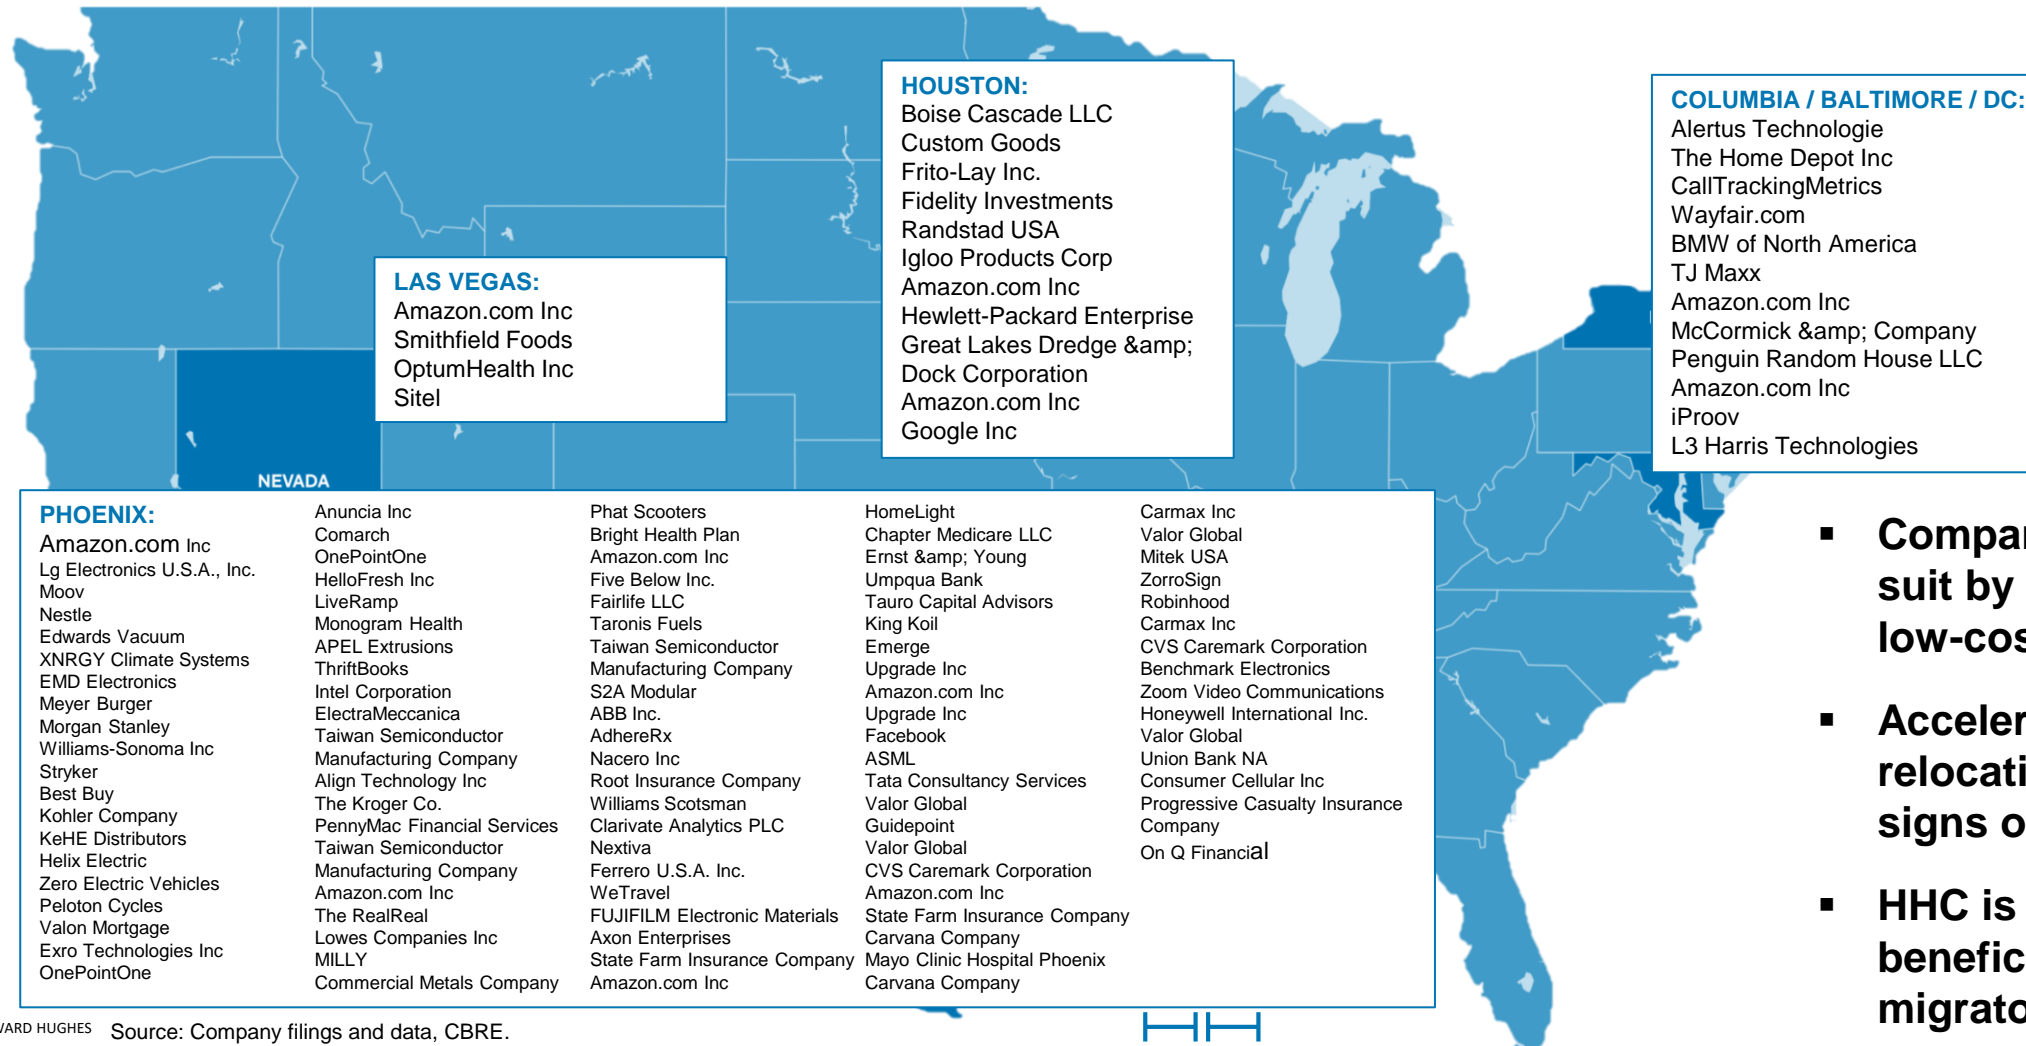 HOUSTON:
Boise Cascade LLC
Custom Goods
Frito-Lay Inc.
Fidelity Investments
Randstad USA
Igloo Products Corp
Amazon.com Inc
Hewlett-Packard Enterprise
Great Lakes Dredge &amp;
Dock Corporation
Amazon.com Inc
Google Inc
COLUMBIA / BALTIMORE / DC:
Alertus Technologie
The Home Depot Inc
CallTrackingMetrics
Wayfair.com
BMW of North America
TJ Maxx
Amazon.com Inc
McCormick &amp; Company
Penguin Random House LLC
Amazon.com Inc
iProov
L3 Harris Technologies
LAS VEGAS:
Amazon.com Inc
Smithfield Foods
OptumHealth Inc
Sitel
NEVADA
PHOENIX:
Amazon.com Inc
Lg Electronics U.S.A., Inc.
Moov
Nestle
Edwards Vacuum
XNRGY Climate Systems
EMD Electronics
Meyer Burger
Morgan Stanley
Williams-Sonoma Inc
Stryker
Best Buy
Kohler Company
KeHE Distributors
Helix Electric
Zero Electric Vehicles
Peloton Cycles
Valon Mortgage
Exro Technologies Inc
OnePointOne
Anuncia Inc
Comarch
OnePointOne
HelloFresh Inc
LiveRamp
Monogram Health
APEL Extrusions
ThriftBooks
Intel Corporation
ElectraMeccanica
Taiwan Semiconductor
Manufacturing Company
Align Technology Inc
The Kroger Co.
PennyMac Financial Services
Taiwan Semiconductor
Manufacturing Company
Amazon.com Inc
The RealReal
Lowes Companies Inc
MILLY
Commercial Metals Company
Phat Scooters
Bright Health Plan
Amazon.com Inc
Five Below Inc.
Fairlife LLC
Taronis Fuels
Taiwan Semiconductor
Manufacturing Company
S2A Modular
ABB Inc.
AdhereRx
Nacero Inc
Root Insurance Company
Williams Scotsman
Clarivate Analytics PLC
Nextiva
Ferrero U.S.A. Inc.
WeTravel
FUJIFILM Electronic Materials
Axon Enterprises
State Farm Insurance Company
Amazon.com Inc
HomeLight
Chapter Medicare LLC
Ernst &amp; Young
Umpqua Bank
Tauro Capital Advisors
King Koil
Emerge
Upgrade Inc
Amazon.com Inc
Upgrade Inc
Facebook
ASML
Tata Consultancy Services
Valor Global
Guidepoint
Valor Global
CVS Caremark Corporation
Amazon.com Inc
State Farm Insurance Company
Carvana Company
Mayo Clinic Hospital Phoenix
Carvana Company
Carmax Inc
Valor Global
Mitek USA
ZorroSign
Robinhood
Carmax Inc
CVS Caremark Corporation
Benchmark Electronics
Zoom Video Communications
Honeywell International Inc.
Valor Global
Union Bank NA
Consumer Cellular Inc
Progressive Casualty Insurance
Company
On Q Financial
▪ Compan
suit by
low-cos
▪ Acceler
relocati
signs o
▪ HHC is
benefic
migrato
WARD HUGHES
Source: Company filings and data, CBRE.